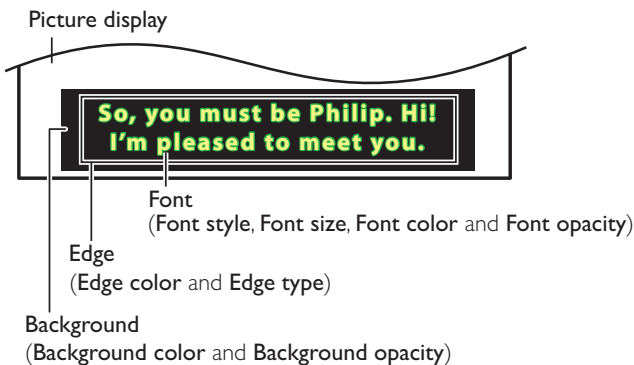 Picture display
So, you must be Philip. Hi!
I’m pleased to meet you.
Font
(Font style, Font size, Font color and Font opacity)
Edge
(Edge color and Edge type)
Background
(Background color and Background opacity)